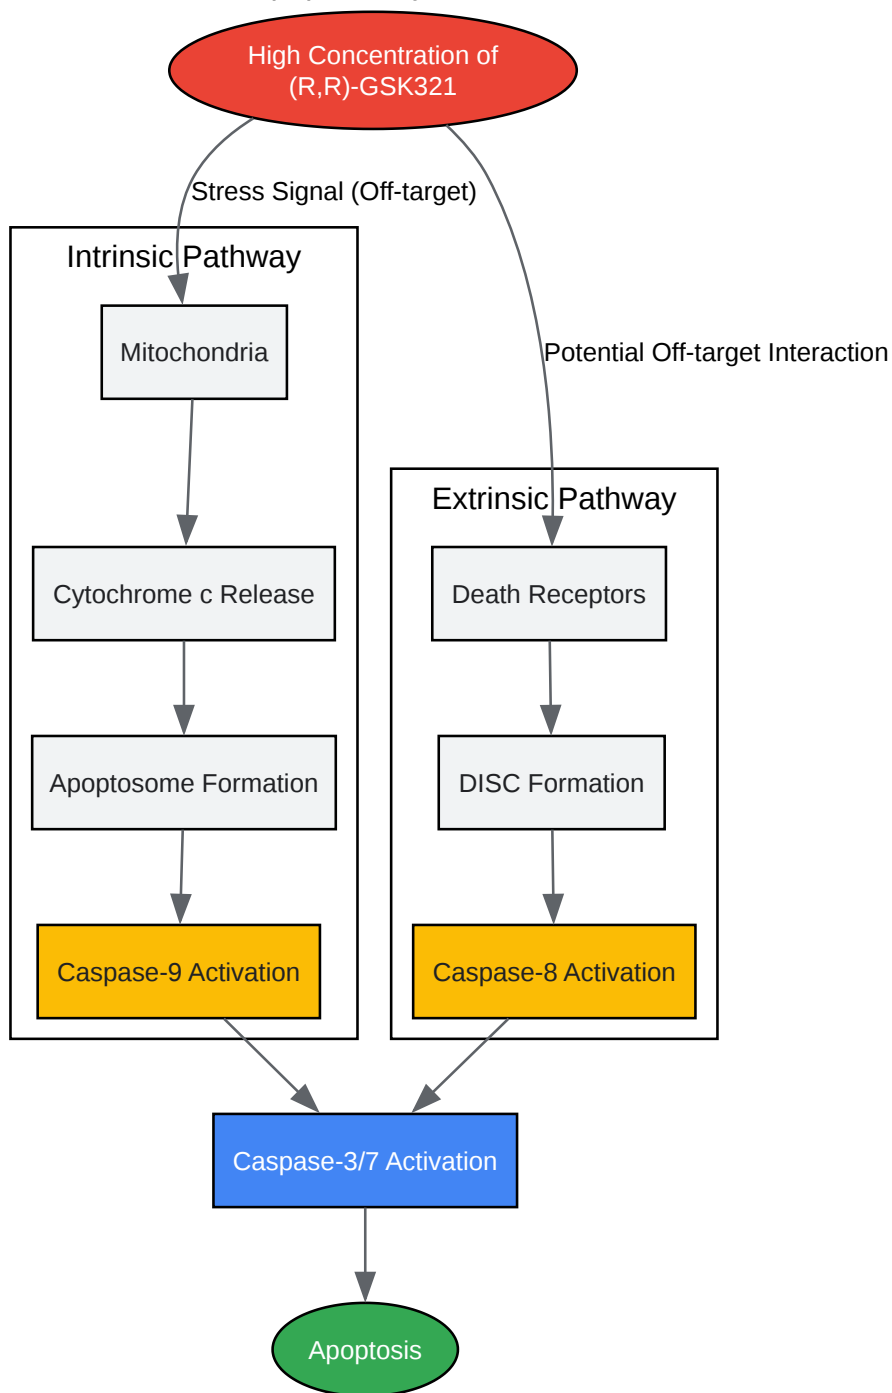 High Concentration of
(R,R)-GSK321
Stress Signal (Off-target)
Intrinsic Pathway
Mitochondria
Potential Off-target Interaction
Extrinsic Pathway
Cytochrome c Release
Death Receptors
Apoptosome Formation
DISC Formation
Caspase-9 Activation
Caspase-8 Activation
Caspase-3/7 Activation
Apoptosis